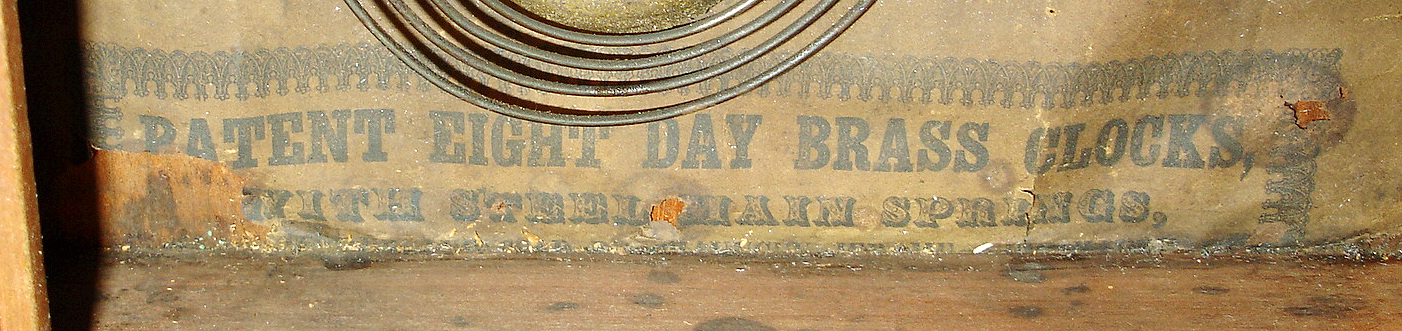 PATENT EIGHT DAY BRASS CLOCKS,
WITH STEEL MAIN SPRINGS,